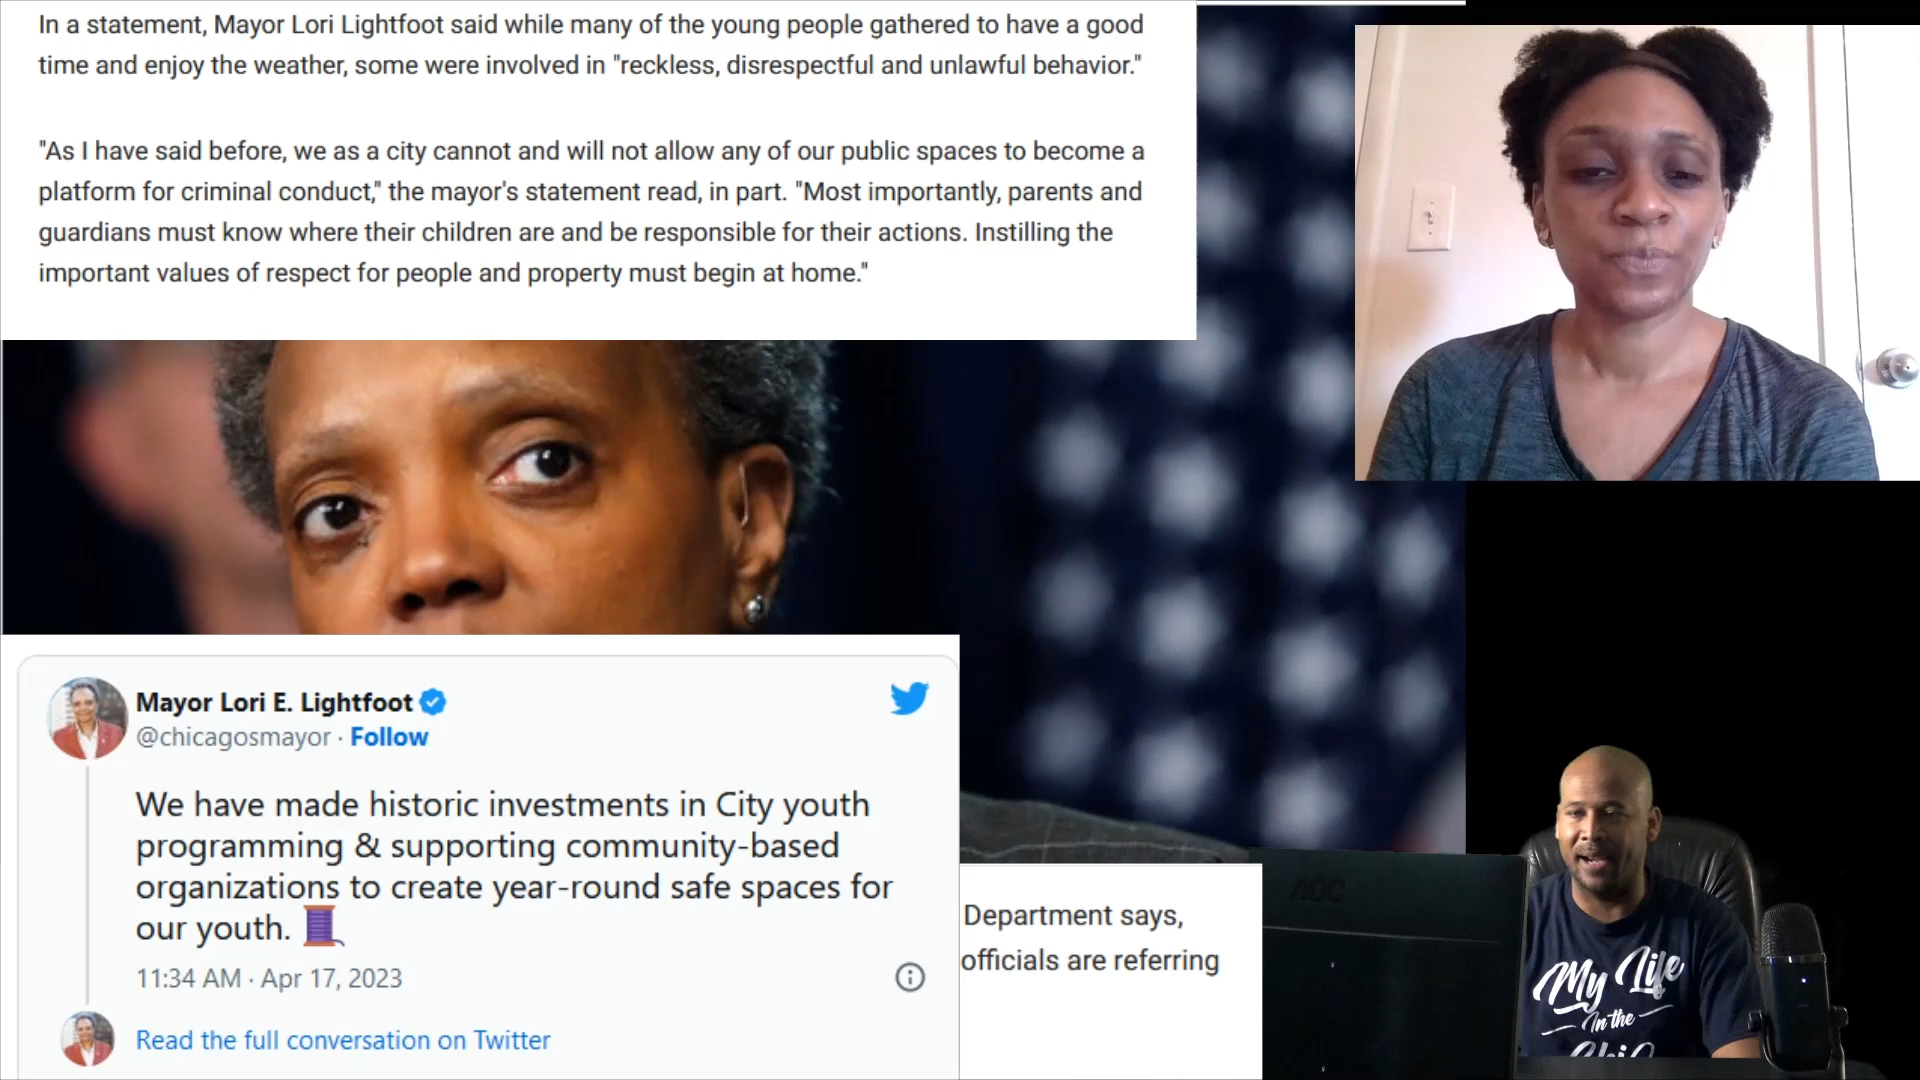 In a statement, Mayor Lori Lightfoot said while many of the young people gathered to have a good
time and enjoy the weather, some were involved in "reckless, disrespectful and unlawful behavior."
"As I have said before, we as a city cannot and will not allow any of our public spaces to become a
platform for criminal conduct," the mayor's statement read, in part. "Most importantly, parents and
guardians must know where their children are and be responsible for their actions. Instilling the
important values of respect for people and property must begin at home."
Mayor Lori E. Lightfoot
@chicagosmayor · Follow
We have made historic investments in City youth
programming & supporting community-based
organizations to create year-round safe spaces for
our youth. 🧵
11:34 AM · Apr 17, 2023
Read the full conversation on Twitter
Department says,
officials are referring
AOC
My Life
In the
Chi